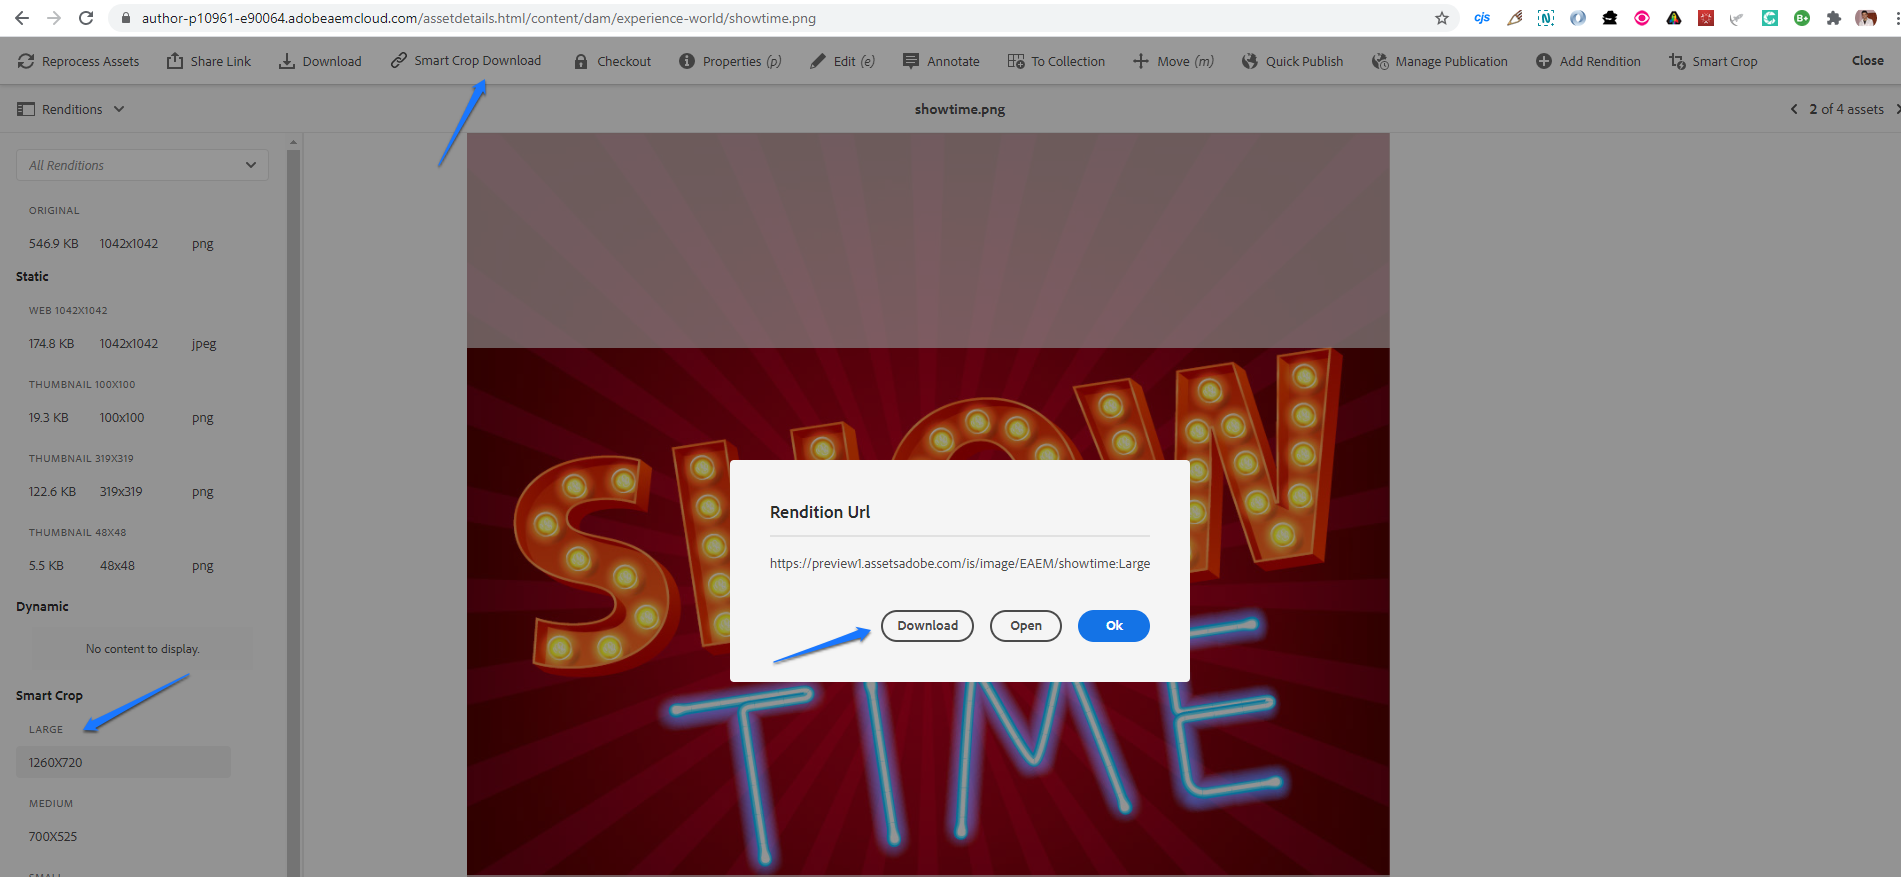 author-p10961-e90064.adobeaemcloud.com/assetdetails.html/content/dam/experience-world/showtime.png
cjs
N
C
B+
Reprocess Assets Share Link Download Smart Crop Download Checkout Properties (p) Edit (e) Annotate To Collection Move (m) Quick Publish Manage Publication Add Rendition Smart Crop Close
Renditions showtime.png 2 of 4 assets
All Renditions
ORIGINAL
546.9 KB 1042x1042 png
Static
WEB 1042X1042
174.8 KB 1042x1042 jpeg
THUMBNAIL 100X100
19.3 KB 100x100 png
THUMBNAIL 319X319
122.6 KB 319x319 png
THUMBNAIL 48X48
5.5 KB 48x48 png
Dynamic
No content to display.
Smart Crop
LARGE
1260X720
MEDIUM
700X525
SHOW
TIME
Rendition Url
https://preview1.assetsadobe.com/is/image/EAEM/showtime:Large
Download Open Ok